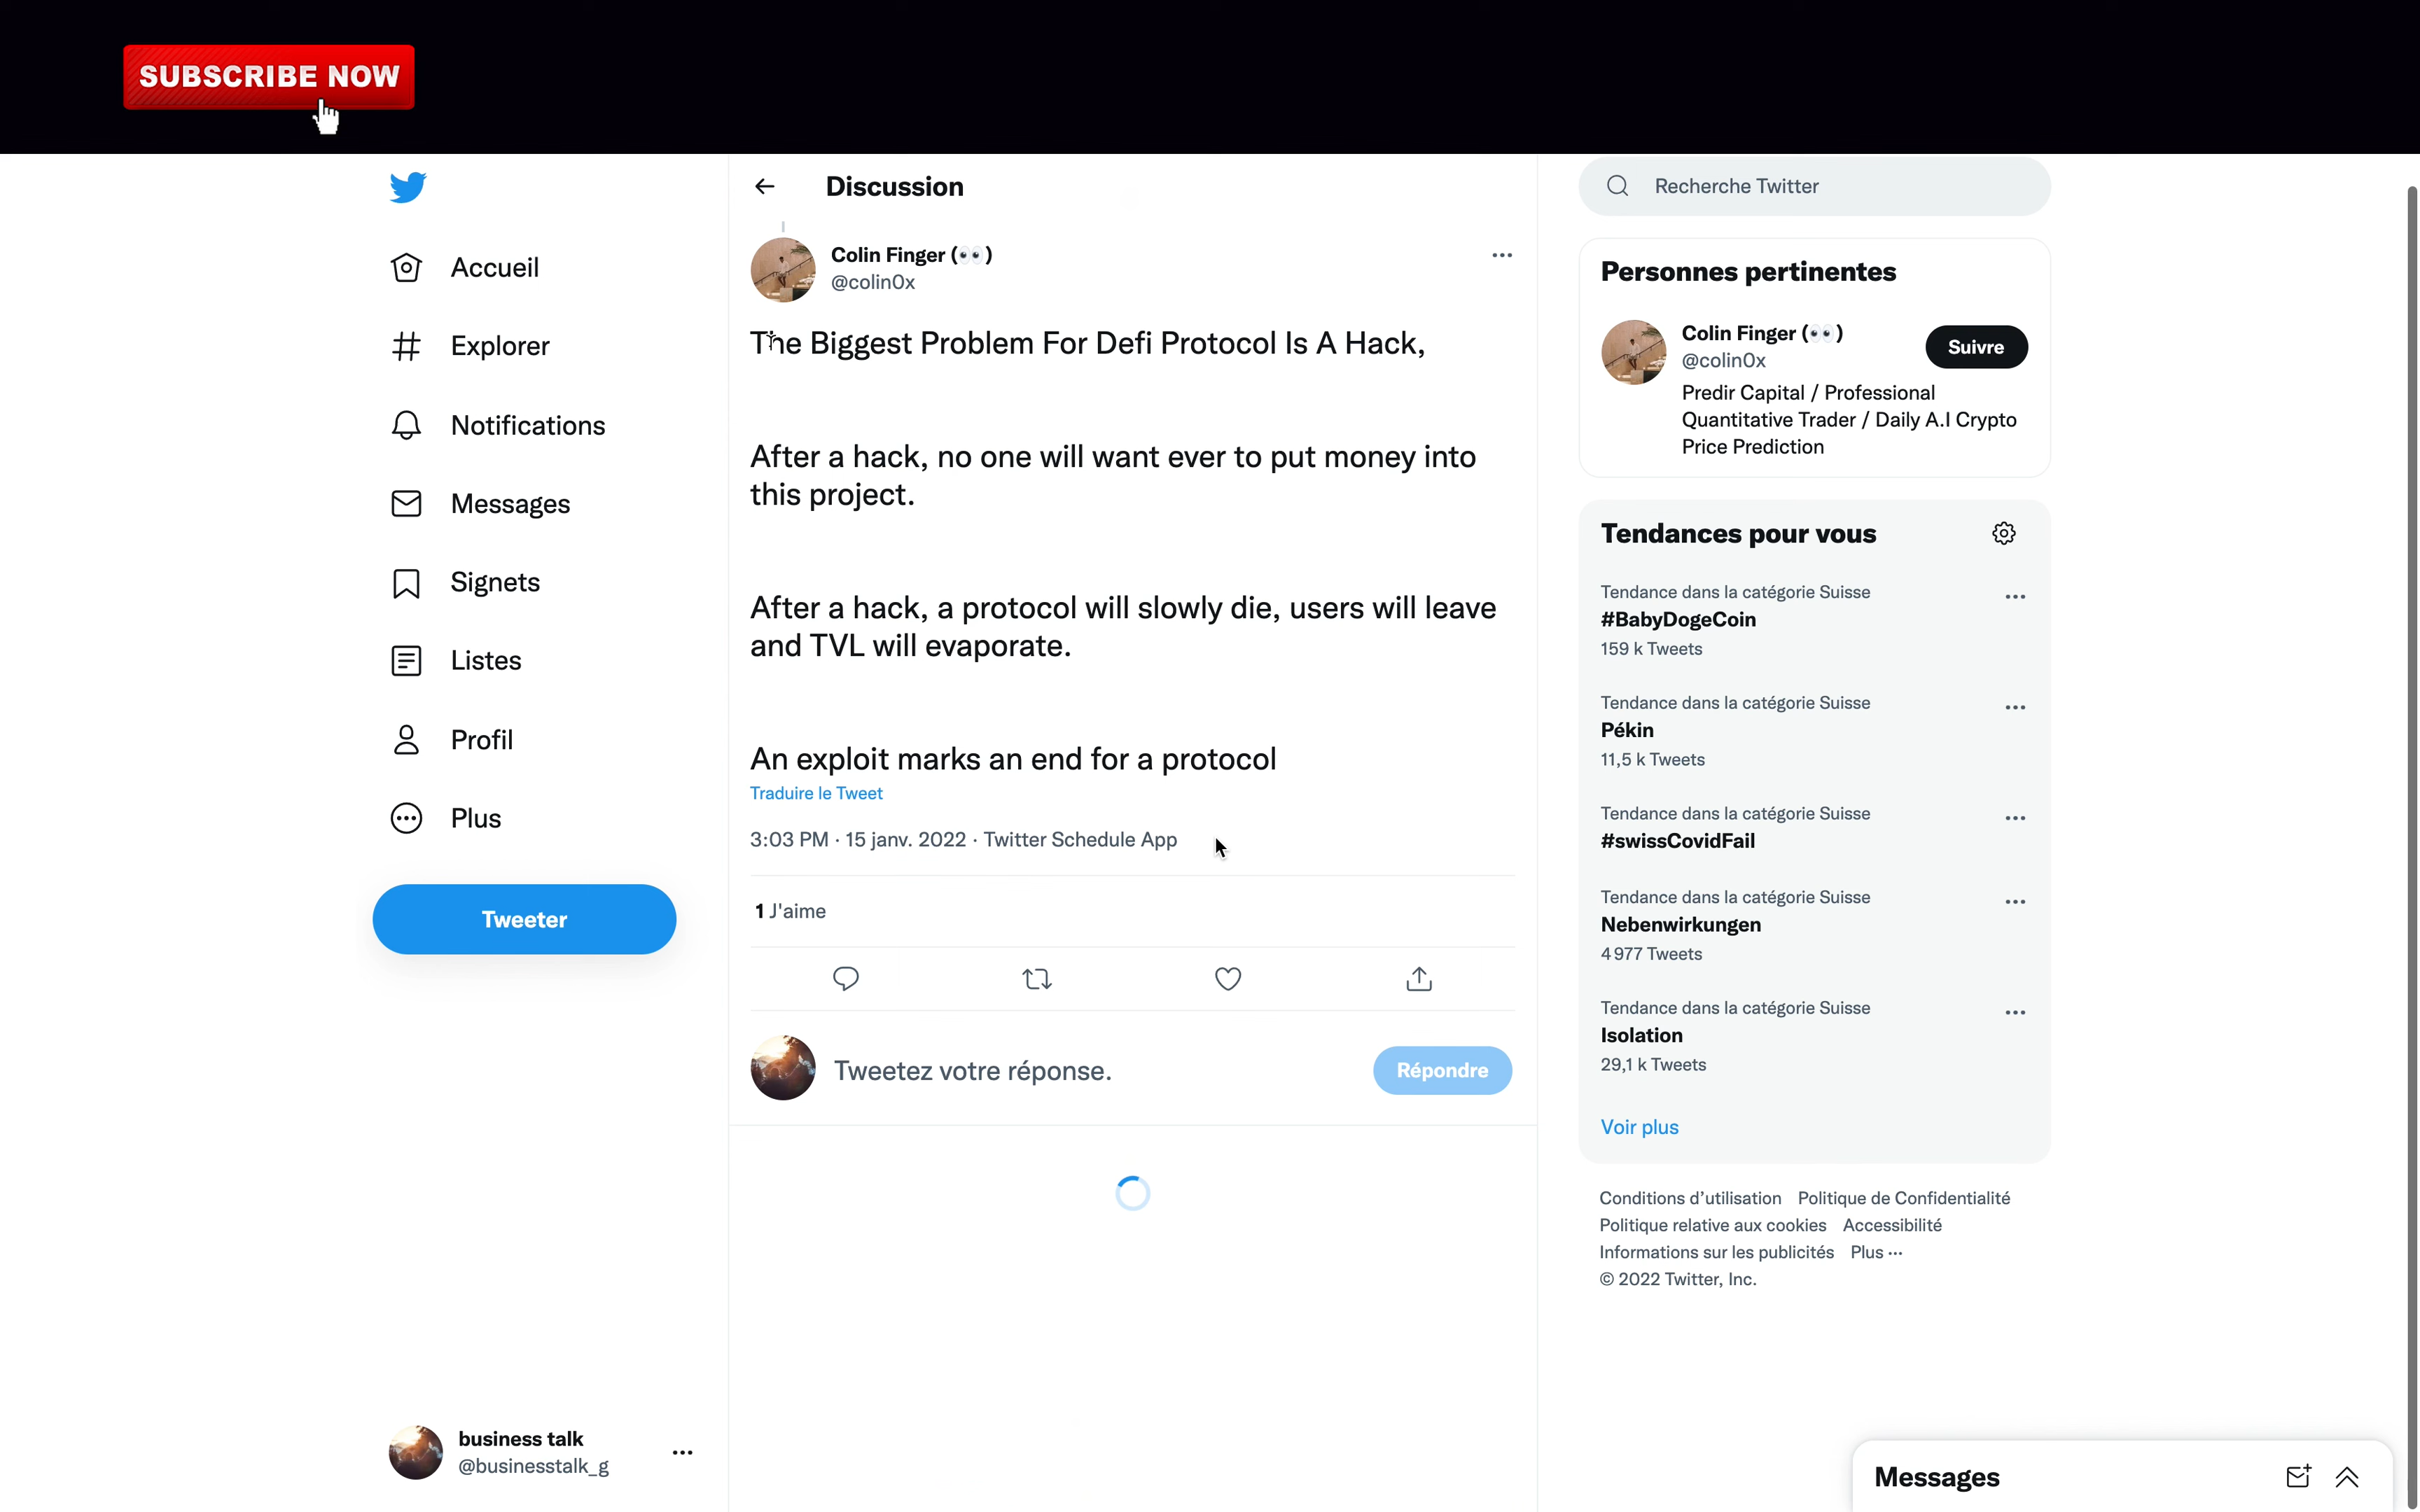 SUBSCRIBE NOW
Accueil
Explorer
Notifications
Messages
Signets
Listes
Profil
Plus
Tweeter
business talk
@businesstalk_g
Discussion
Colin Finger (👀)
@colin0x
The Biggest Problem For Defi Protocol Is A Hack,
After a hack, no one will want ever to put money into
this project.
After a hack, a protocol will slowly die, users will leave
and TVL will evaporate.
An exploit marks an end for a protocol
Traduire le Tweet
3:03 PM · 15 janv. 2022 · Twitter Schedule App
1 J'aime
Tweetez votre réponse.
Répondre
Recherche Twitter
Personnes pertinentes
Colin Finger (👀)
@colin0x
Suivre
Predir Capital / Professional
Quantitative Trader / Daily A.I Crypto
Price Prediction
Tendances pour vous
Tendance dans la catégorie Suisse
#BabyDogeCoin
159 k Tweets
Tendance dans la catégorie Suisse
Pékin
11,5 k Tweets
Tendance dans la catégorie Suisse
#swissCovidFail
Tendance dans la catégorie Suisse
Nebenwirkungen
4 977 Tweets
Tendance dans la catégorie Suisse
Isolation
29,1 k Tweets
Voir plus
Conditions d’utilisation Politique de Confidentialité
Politique relative aux cookies Accessibilité
Informations sur les publicités Plus ···
© 2022 Twitter, Inc.
Messages